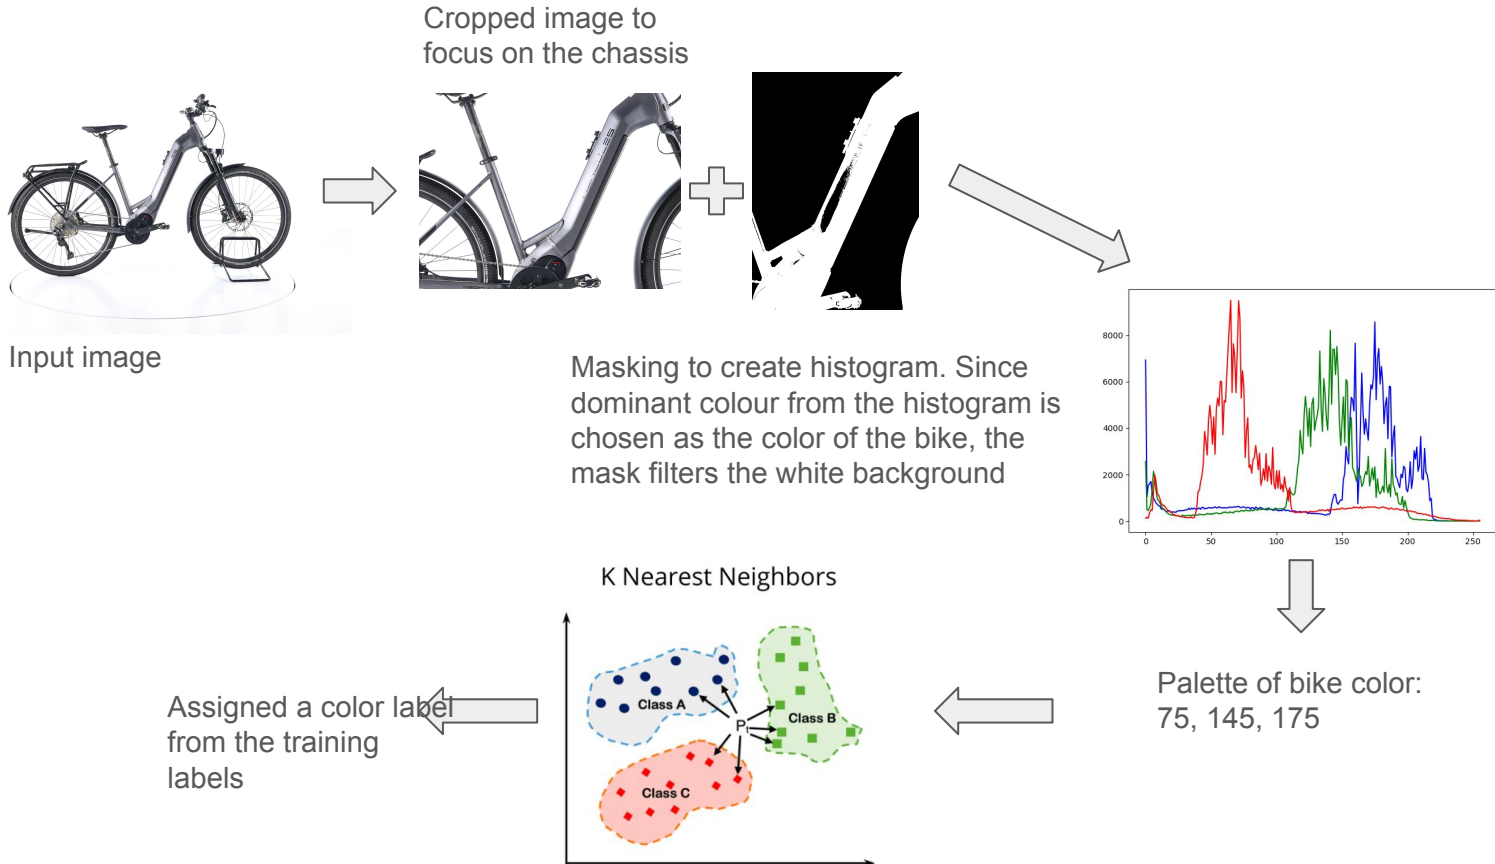 Cropped image to
focus on the chassis
Input image
Masking to create histogram. Since
dominant colour from the histogram is
chosen as the color of the bike, the
mask filters the white background
8000
6000
4000
2000
0
0 50 100 150 200 250
Palette of bike color:
75, 145, 175
K Nearest Neighbors
Class A
Class B
Class C
Assigned a color label
from the training
labels